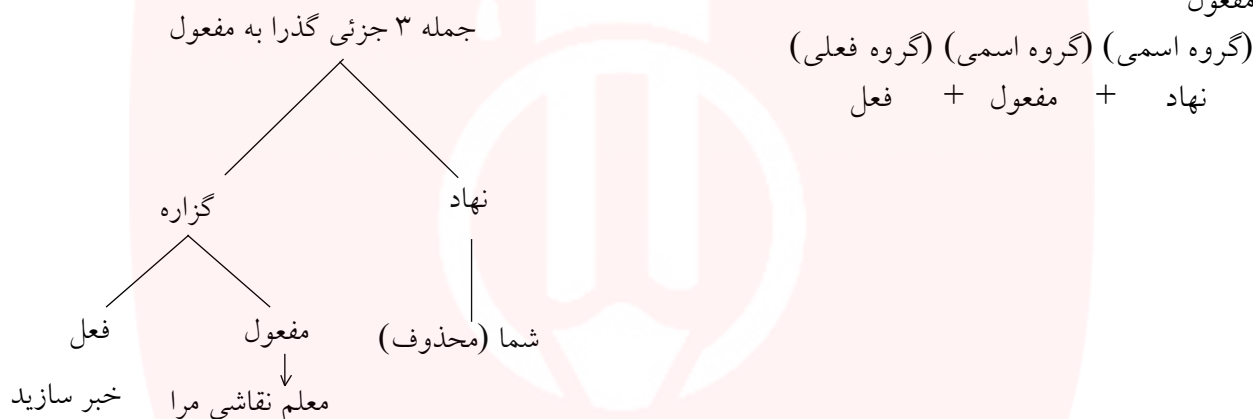 مفعول
(گروه اسمی) (گروه اسمی) (گروه فعلی)
نهاد + مفعول + فعل
جمله ۳ جزئی گذرا به مفعول
نهاد گزاره
شما (محذوف) مفعول فعل
معلم نقاشی مرا خبر سازید